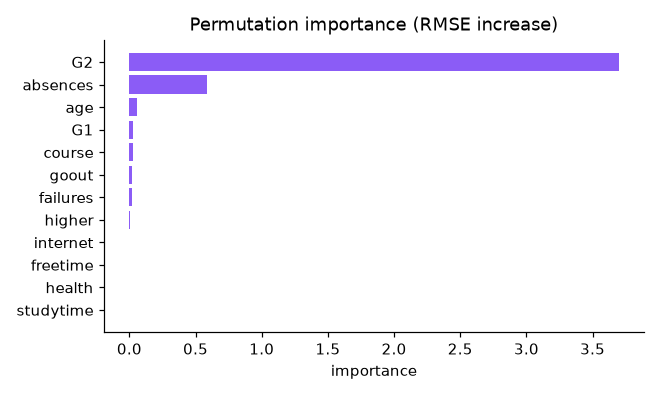 Permutation importance (RMSE increase)
G2
absences
age
G1
course
goout
failures
higher
internet
freetime
health
studytime
0.0 0.5 1.0 1.5 2.0 2.5 3.0 3.5
importance